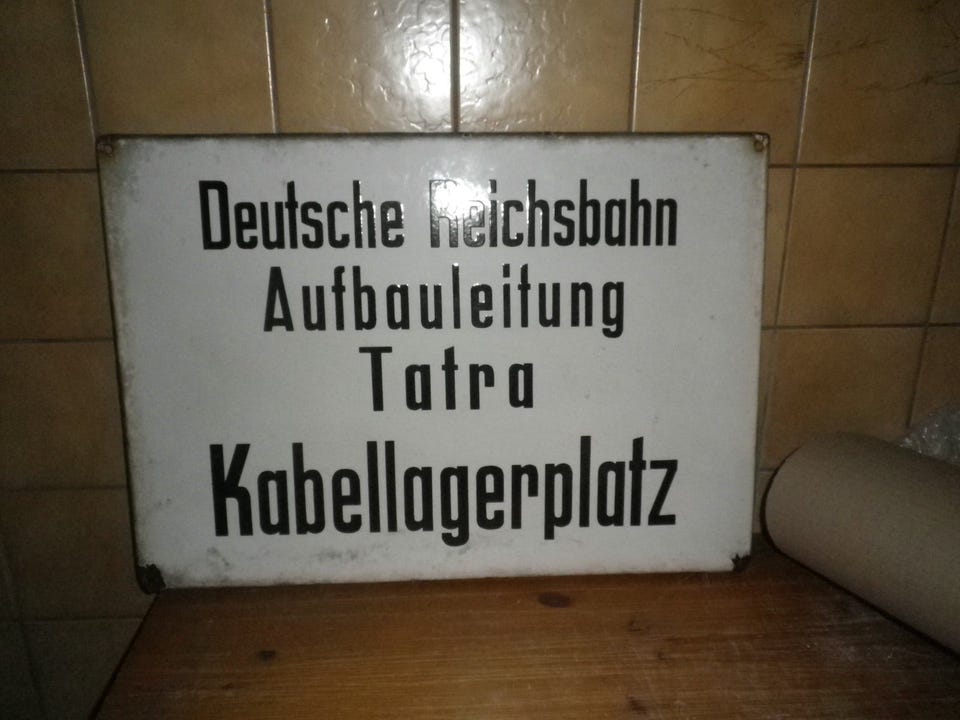 Deutsche Reichsbahn
Aufbauleitung
Tatra
Kabellagerplatz